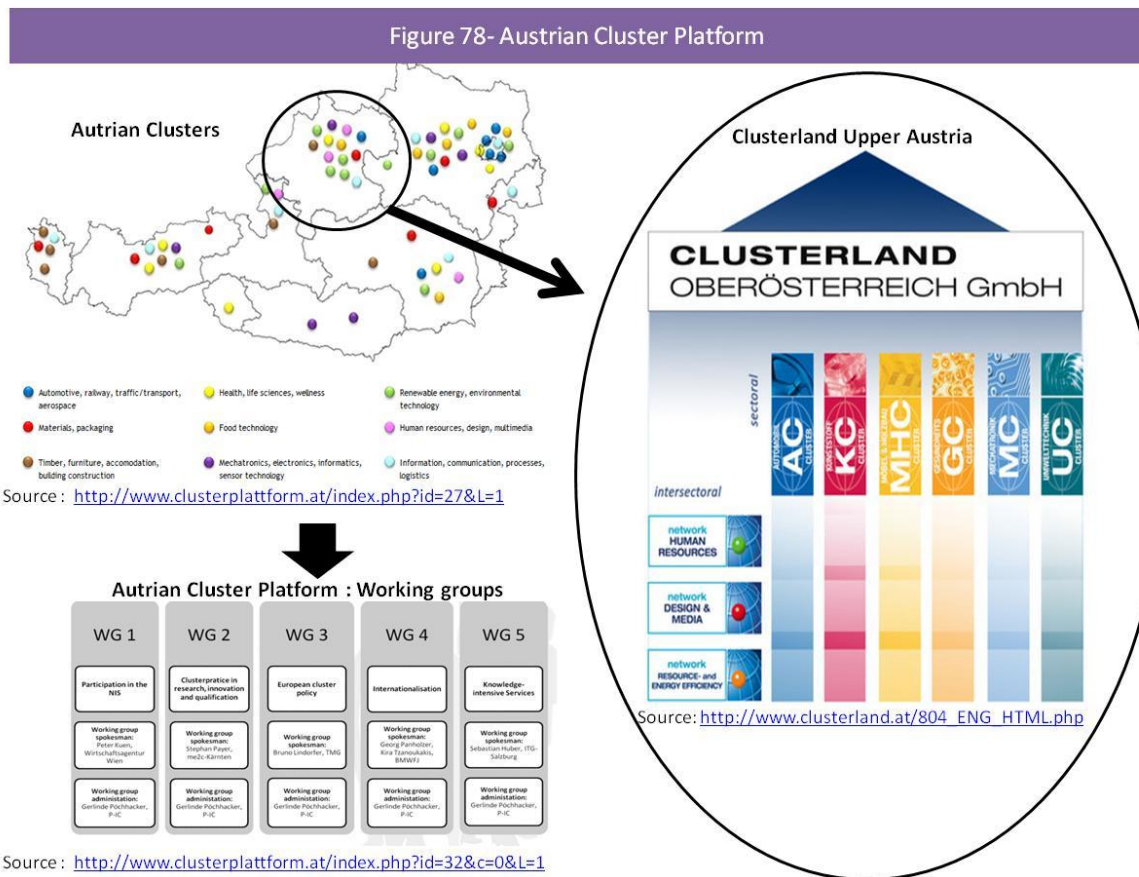 Figure 78- Austrian Cluster Platform
Autrian Clusters
Automotive, railway, traffic/transport,
aerospace
Health, life sciences, wellness
Renewable energy, environmental
technology
Materials, packaging
Food technology
Human resources, design, multimedia
Timber, furniture, accomodation,
building construction
Mechatronics, electronics, informatics,
sensor technology
Information, communication, processes,
logistics
Source : http://www.clusterplattform.at/index.php?id=27&L=1
Autrian Cluster Platform : Working groups
WG 1
WG 2
WG 3
WG 4
WG 5
Participation in the
NIS
Clusterpratice in
research, innovation
and qualification
European cluster
policy
Internationalisation
Knowledge-
intensive Services
Working group
spokesman:
Peter Kuen,
Wirtschaftsagentur
Wien
Working group
spokesman:
Stephan Payer,
me2c-Kärnten
Working group
spokesman:
Bruno Lindorfer, TMG
Working group
spokesman:
Georg Panholzer,
Kira Tzanoukakis,
BMWFJ
Working group
spokesman:
Sebastian Huber, ITG-
Salzburg
Working group
administation:
Gerlinde Pöchhacker,
P-IC
Working group
administation:
Gerlinde Pöchhacker,
P-IC
Working group
administation:
Gerlinde Pöchhacker,
P-IC
Working group
administation:
Gerlinde Pöchhacker,
P-IC
Working group
administation:
Gerlinde Pöchhacker,
P-IC
Source : http://www.clusterplattform.at/index.php?id=32&c=0&L=1
Clusterland Upper Austria
CLUSTERLAND
OBERÖSTERREICH GmbH
sectoral
AUTOMOBIL
CLUSTER
AC
KUNSTSTOFF
CLUSTER
KC
MÖBEL & HOLZBAU
CLUSTER
MHC
GESUNDHEITS
CLUSTER
GC
MECHATRONIK
CLUSTER
MC
UMWELTTECHNIK
CLUSTER
UC
intersectoral
network
HUMAN
RESOURCES
network
DESIGN &
MEDIA
network
RESOURCE- and
ENERGY EFFICIENCY
Source: http://www.clusterland.at/804_ENG_HTML.php